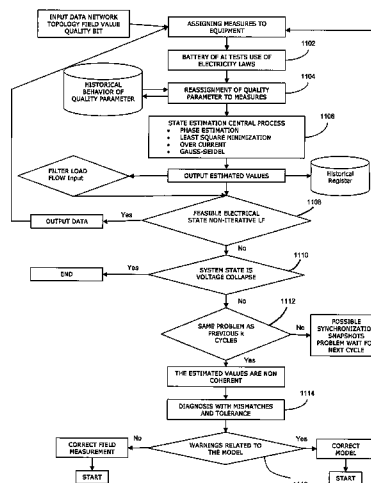 INPUT DATA NETWORK
TOPOLOGY FIELD VALUE
QUALITY BIT
ASSIGNING MEASURES TO
EQUIPMENT
1102
BATTERY OF AI TESTS USE OF
ELECTRICITY LAWS
1104
HISTORICAL
BEHAVIOR OF
QUALITY PARAMETER
REASSIGNMENT OF QUALITY
PARAMETER TO MEASURES
1106
STATE ESTIMATION CENTRAL PROCESS
• PHASE ESTIMATION
• LEAST SQUARE MINIMIZATION
• OVER CURRENT
• GAUSS-SEIDEL
FILTER LOAD
FLOW Input
OUTPUT ESTIMATED VALUES
Historical
Register
1108
OUTPUT DATA
Yes
FEASIBLE ELECTRICAL
STATE NON-ITERATIVE LF
No
1110
END
Yes
SYSTEM STATE IS
VOLTAGE COLLAPSE
No
1112
SAME PROBLEM AS
PREVIOUS K
CYCLES
No
POSSIBLE
SYNCHRONIZATIO
SNAPSHOTS
PROBLEM WAIT FO
NEXT CYCLE
Yes
THE ESTIMATED VALUES ARE NON
COHERENT
1114
DIAGNOSIS WITH MISMATCHES
AND TOLERANCE
CORRECT FIELD
MEASUREMENT
No
WARNINGS RELATED TO
THE MODEL
Yes
CORRECT
MODEL
START
START